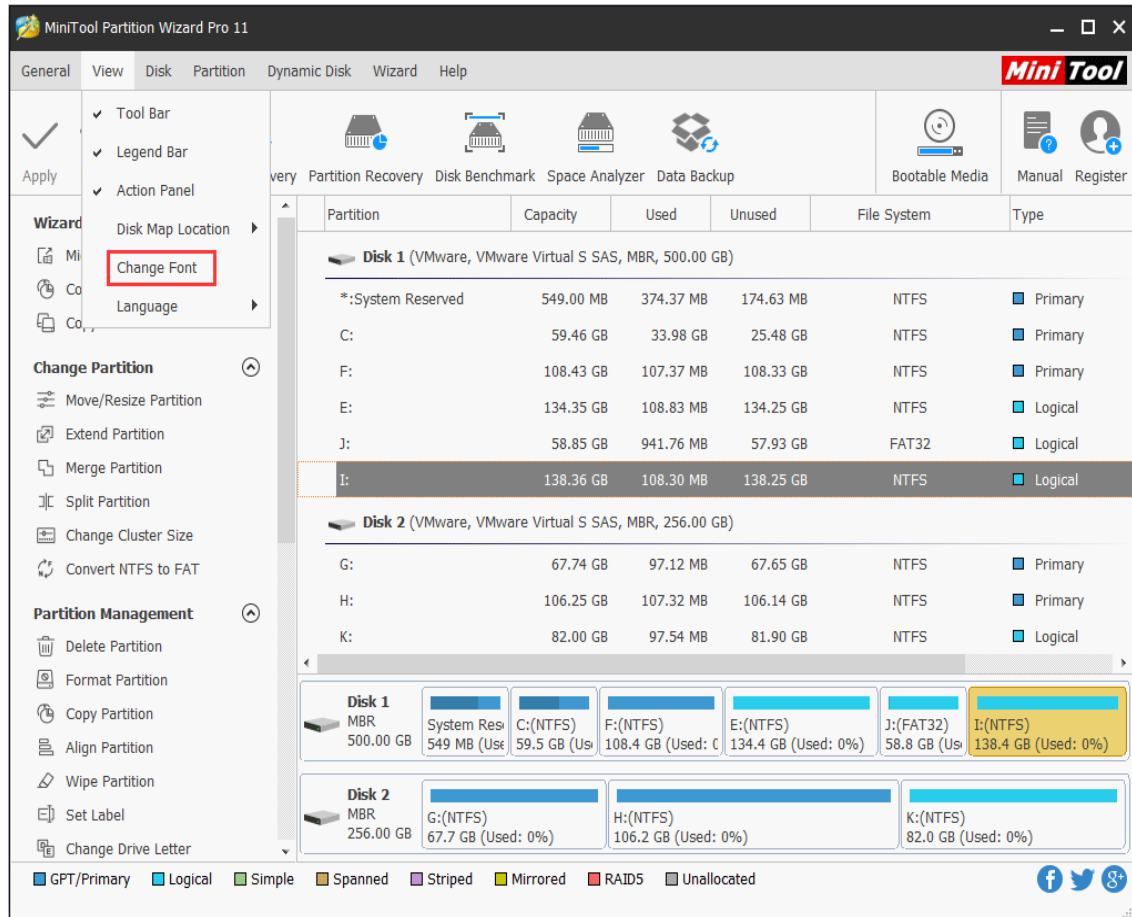 MiniTool Partition Wizard Pro 11
General View Disk Partition Dynamic Disk Wizard Help
Mini Tool
Tool Bar
Legend Bar
Action Panel
Disk Map Location
Change Font
Language
Apply
very Partition Recovery Disk Benchmark Space Analyzer Data Backup Bootable Media Manual Register
Wizard
Mi
Co
Copy
Change Partition
Move/Resize Partition
Extend Partition
Merge Partition
Split Partition
Change Cluster Size
Convert NTFS to FAT
Partition Management
Delete Partition
Format Partition
Copy Partition
Align Partition
Wipe Partition
Set Label
Change Drive Letter
Partition Capacity Used Unused File System Type
Disk 1 (VMware, VMware Virtual S SAS, MBR, 500.00 GB)
*:System Reserved 549.00 MB 374.37 MB 174.63 MB NTFS Primary
C: 59.46 GB 33.98 GB 25.48 GB NTFS Primary
F: 108.43 GB 107.37 MB 108.33 GB NTFS Primary
E: 134.35 GB 108.83 MB 134.25 GB NTFS Logical
J: 58.85 GB 941.76 MB 57.93 GB FAT32 Logical
I: 138.36 GB 108.30 MB 138.25 GB NTFS Logical
Disk 2 (VMware, VMware Virtual S SAS, MBR, 256.00 GB)
G: 67.74 GB 97.12 MB 67.65 GB NTFS Primary
H: 106.25 GB 107.32 MB 106.14 GB NTFS Primary
K: 82.00 GB 97.54 MB 81.90 GB NTFS Logical
Disk 1
MBR
500.00 GB
System Rese
549 MB (Use
C:(NTFS)
59.5 GB (Us
F:(NTFS)
108.4 GB (Used: 0
E:(NTFS)
134.4 GB (Used: 0%)
J:(FAT32)
58.8 GB (Us
I:(NTFS)
138.4 GB (Used: 0%)
Disk 2
MBR
256.00 GB
G:(NTFS)
67.7 GB (Used: 0%)
H:(NTFS)
106.2 GB (Used: 0%)
K:(NTFS)
82.0 GB (Used: 0%)
GPT/Primary Logical Simple Spanned Striped Mirrored RAID5 Unallocated